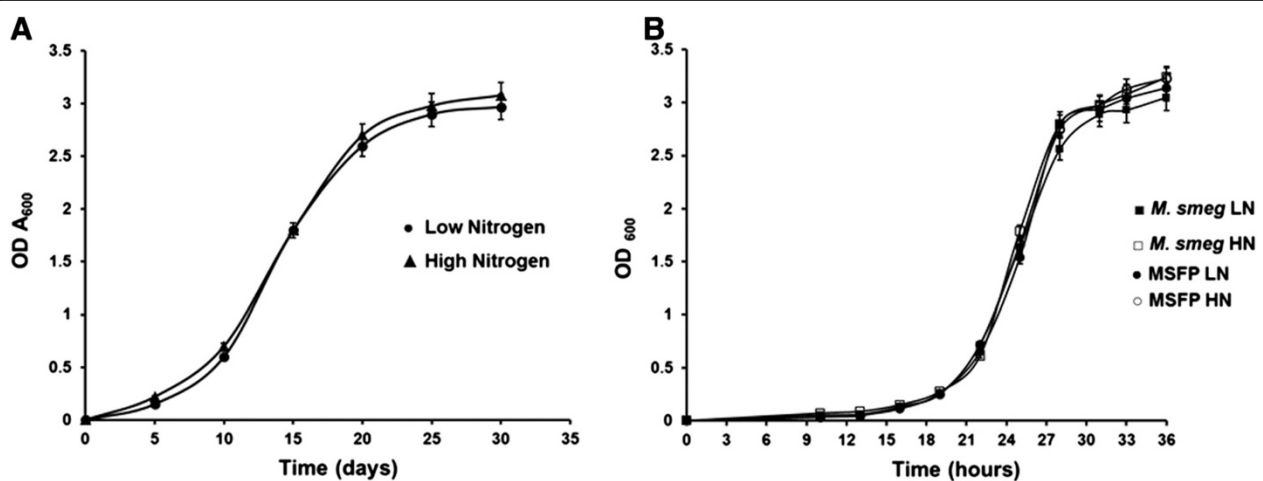 A
3.5
3
2.5
2
1.5
1
0.5
0
0 5 10 15 20 25 30 35
OD A600
Time (days)
Low Nitrogen
High Nitrogen
B
3.5
3
2.5
2
1.5
1
0.5
0
0 3 6 9 12 15 18 21 24 27 30 33 36
OD 600
Time (hours)
M. smeg LN
M. smeg HN
MSFP LN
MSFP HN